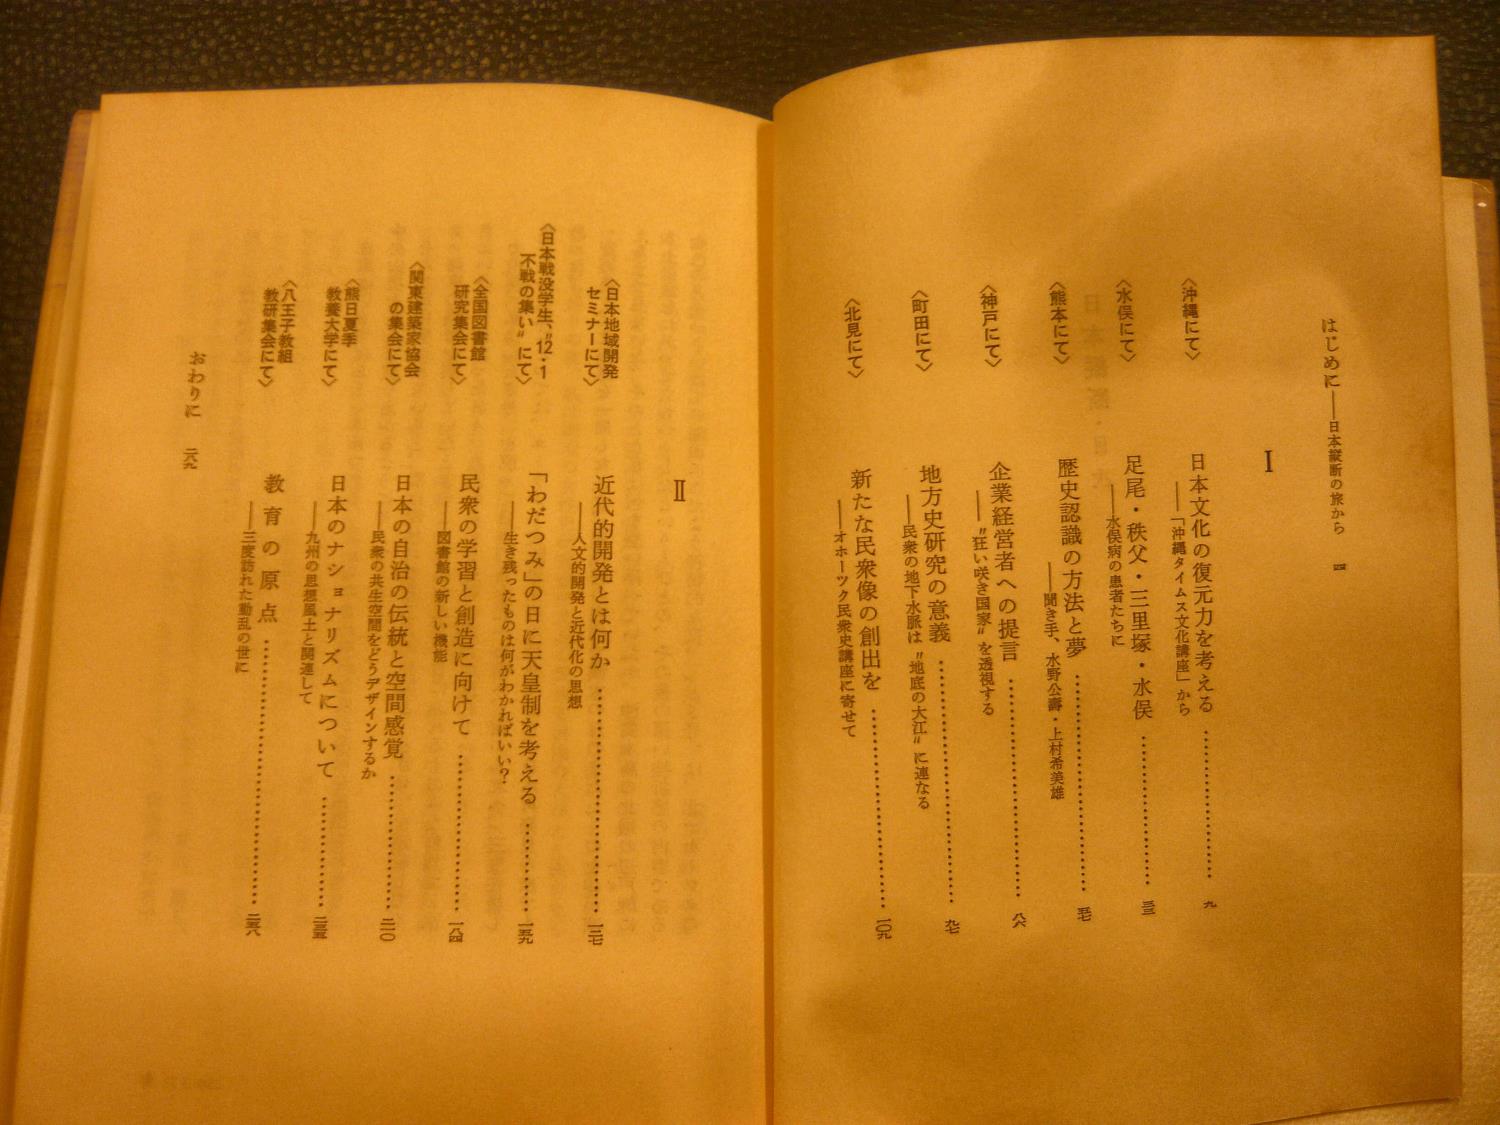 はじめに――日本縦断の旅から 四
Ⅰ
〈沖縄にて〉 日本文化の復元力を考える…………九
――「沖縄タイムス文化講座」から
〈水俣にて〉 足尾・秩父・三里塚・水俣…………三三
――水俣病の患者たちに
〈熊本にて〉 歴史認識の方法と夢…………五七
――聞き手、水野公壽・上村希美雄
〈神戸にて〉 企業経営者への提言…………八六
――〝狂い咲き国家〟を透視する
〈町田にて〉 地方史研究の意義…………九七
――民衆の地下水脈は〝地底の大江〟に連なる
〈北見にて〉 新たな民衆像の創出を…………一〇九
――オホーツク民衆史講座に寄せて
Ⅱ
〈日本地域開発
セミナーにて〉 近代的開発とは何か…………一三七
――人文的開発と近代化の思想
〈日本戦没学生、〝12・1
不戦の集い〟にて〉 「わだつみ」の日に天皇制を考える…………一五九
――生き残ったものは何がわかればいい？
〈全国図書館
研究集会にて〉 民衆の学習と創造に向けて…………一八四
――図書館の新しい機能
〈関東建築家協会
の集会にて〉 日本の自治の伝統と空間感覚…………二一〇
――民衆の共生空間をどうデザインするか
〈熊日夏季
教養大学にて〉 日本のナショナリズムについて…………二三五
――九州の思想風土と関連して
〈八王子教組
教研集会にて〉 教育の原点…………二五八
――三度訪れた動乱の世に
おわりに 二六九